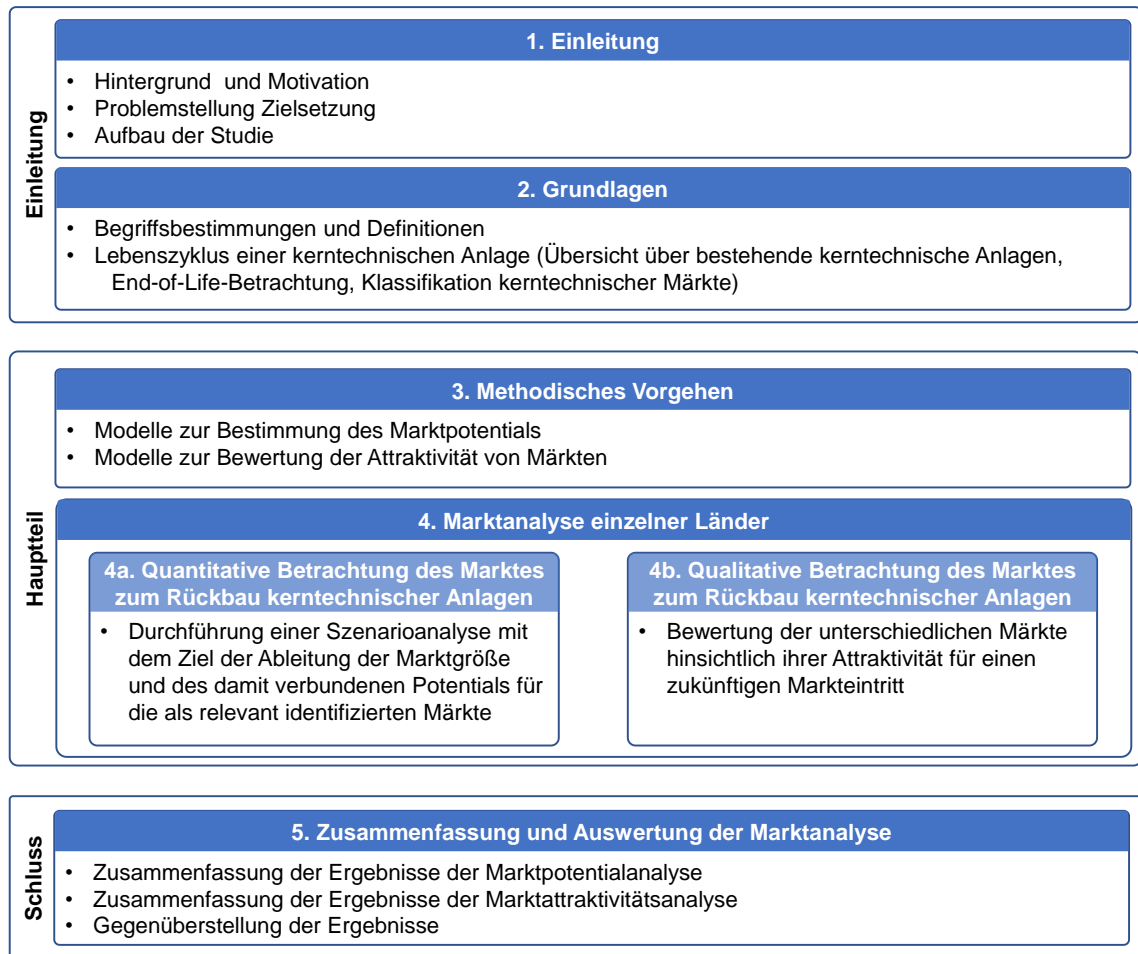 Einleitung
1. Einleitung
• Hintergrund und Motivation
• Problemstellung Zielsetzung
• Aufbau der Studie
2. Grundlagen
• Begriffsbestimmungen und Definitionen
• Lebenszyklus einer kerntechnischen Anlage (Übersicht über bestehende kerntechnische Anlagen,
End-of-Life-Betrachtung, Klassifikation kerntechnischer Märkte)
Hauptteil
3. Methodisches Vorgehen
• Modelle zur Bestimmung des Marktpotentials
• Modelle zur Bewertung der Attraktivität von Märkten
4. Marktanalyse einzelner Länder
4a. Quantitative Betrachtung des Marktes
zum Rückbau kerntechnischer Anlagen
• Durchführung einer Szenarioanalyse mit
dem Ziel der Ableitung der Marktgröße
und des damit verbundenen Potentials für
die als relevant identifizierten Märkte
4b. Qualitative Betrachtung des Marktes
zum Rückbau kerntechnischer Anlagen
• Bewertung der unterschiedlichen Märkte
hinsichtlich ihrer Attraktivität für einen
zukünftigen Markteintritt
Schluss
5. Zusammenfassung und Auswertung der Marktanalyse
• Zusammenfassung der Ergebnisse der Marktpotentialanalyse
• Zusammenfassung der Ergebnisse der Marktattraktivitätsanalyse
• Gegenüberstellung der Ergebnisse